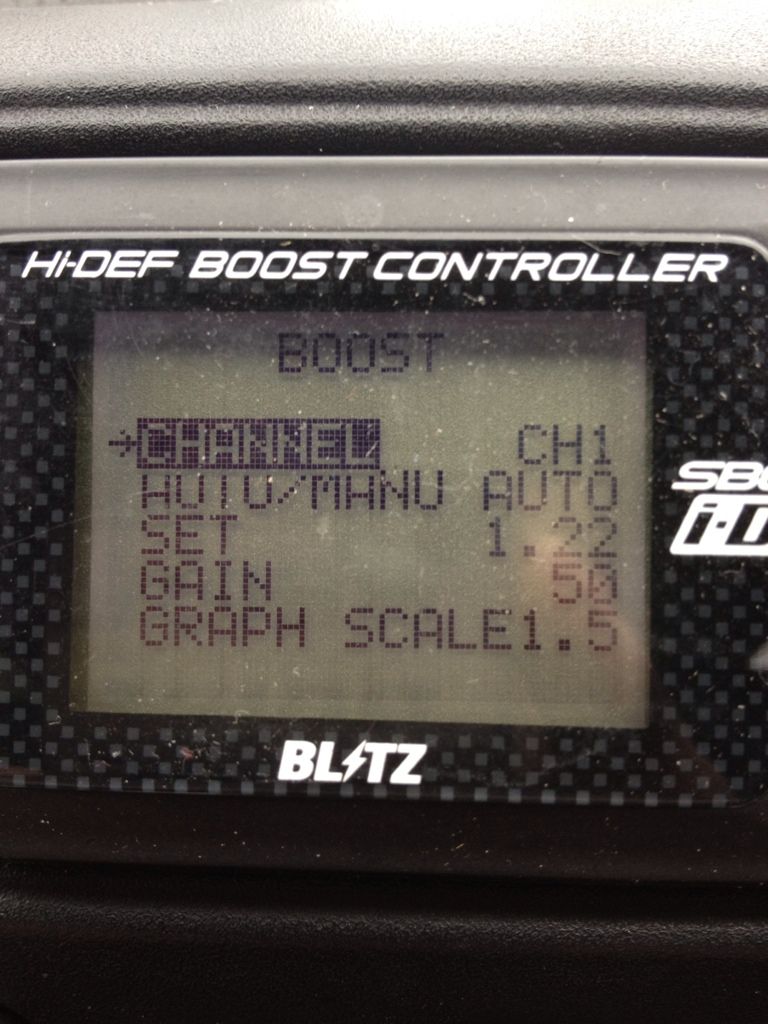 HI-DEF BOOST CONTROLLER
BOOST
→CHANNEL CH1
AUTO/MANU AUTO
SET 1.22
GAIN 50
GRAPH SCALE1.5
BLITZ